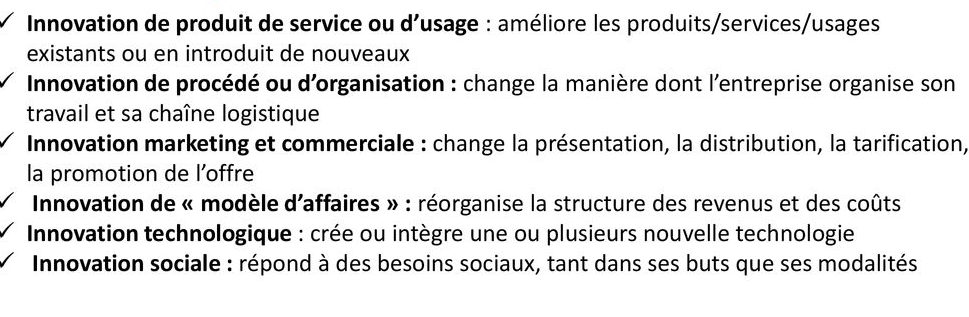 ✓ Innovation de produit de service ou d’usage : améliore les produits/services/usages
existants ou en introduit de nouveaux
✓ Innovation de procédé ou d’organisation : change la manière dont l’entreprise organise son
travail et sa chaîne logistique
✓ Innovation marketing et commerciale : change la présentation, la distribution, la tarification,
la promotion de l’offre
✓ Innovation de « modèle d’affaires » : réorganise la structure des revenus et des coûts
✓ Innovation technologique : crée ou intègre une ou plusieurs nouvelle technologie
✓ Innovation sociale : répond à des besoins sociaux, tant dans ses buts que ses modalités